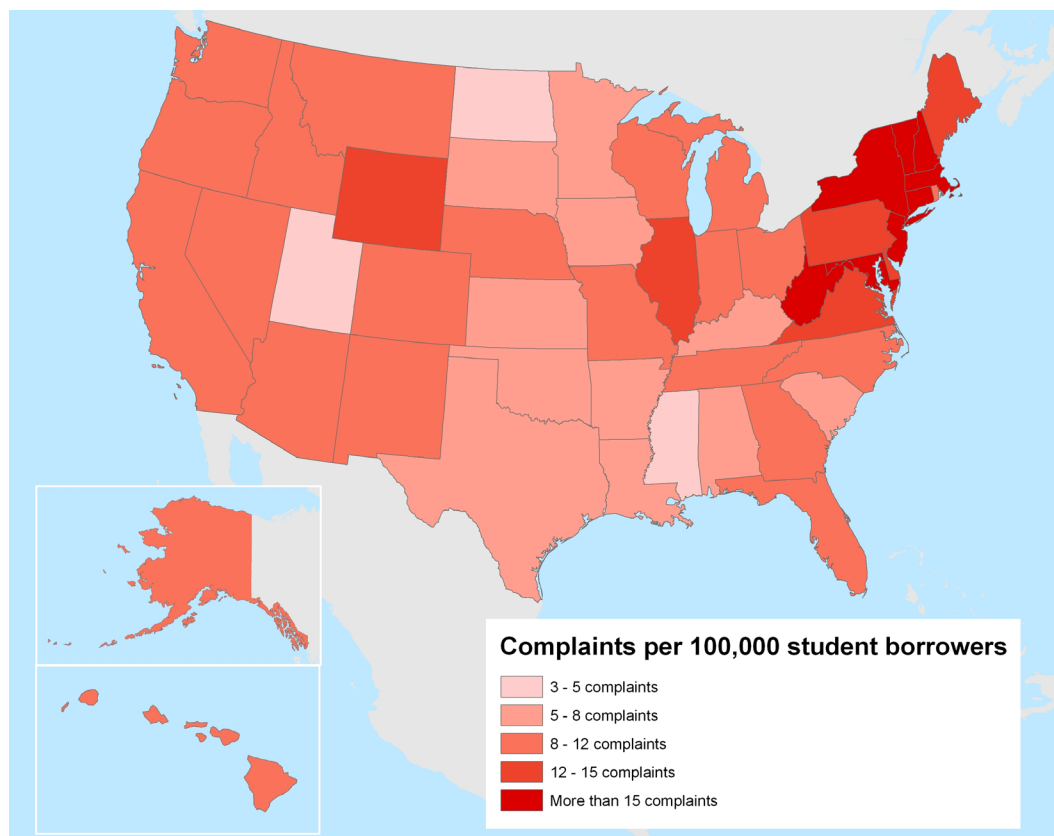 Complaints per 100,000 student borrowers
3 - 5 complaints
5 - 8 complaints
8 - 12 complaints
12 - 15 complaints
More than 15 complaints